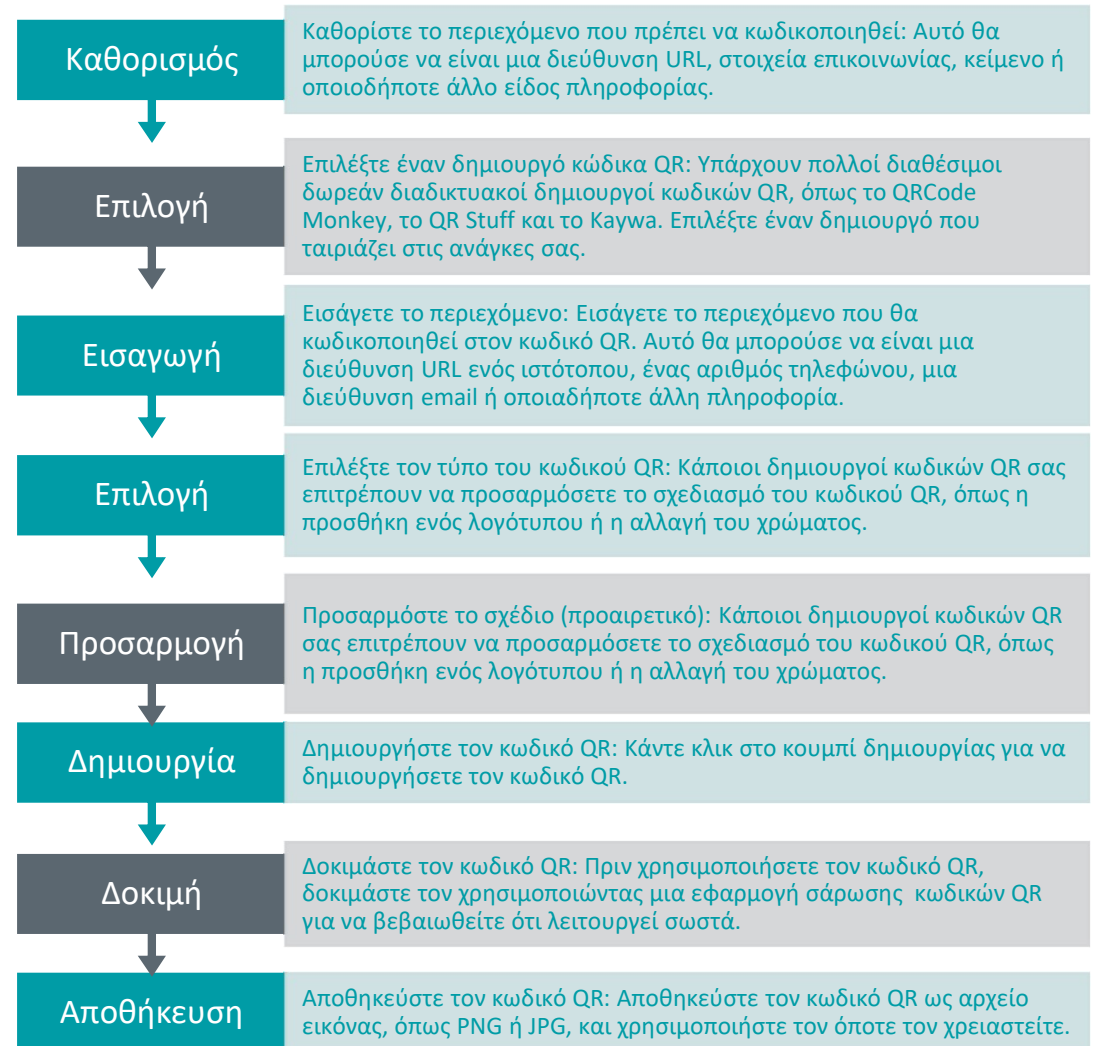 Καθορισμός
Καθορίστε το περιεχόμενο που πρέπει να κωδικοποιηθεί: Αυτό θα
μπορούσε να είναι μια διεύθυνση URL, στοιχεία επικοινωνίας, κείμενο ή
οποιοδήποτε άλλο είδος πληροφορίας.
Επιλογή
Επιλέξτε έναν δημιουργό κώδικα QR: Υπάρχουν πολλοί διαθέσιμοι
δωρεάν διαδικτυακοί δημιουργοί κωδικών QR, όπως το QRCode
Monkey, το QR Stuff και το Kaywa. Επιλέξτε έναν δημιουργό που
ταιριάζει στις ανάγκες σας.
Εισαγωγή
Εισάγετε το περιεχόμενο: Εισάγετε το περιεχόμενο που θα
κωδικοποιηθεί στον κωδικό QR. Αυτό θα μπορούσε να είναι μια
διεύθυνση URL ενός ιστότοπου, ένας αριθμός τηλεφώνου, μια
διεύθυνση email ή οποιαδήποτε άλλη πληροφορία.
Επιλογή
Επιλέξτε τον τύπο του κωδικού QR: Κάποιοι δημιουργοί κωδικών QR σας
επιτρέπουν να προσαρμόσετε το σχεδιασμό του κωδικού QR, όπως η
προσθήκη ενός λογότυπου ή η αλλαγή του χρώματος.
Προσαρμογή
Προσαρμόστε το σχέδιο (προαιρετικό): Κάποιοι δημιουργοί κωδικών QR
σας επιτρέπουν να προσαρμόσετε το σχεδιασμό του κωδικού QR, όπως
η προσθήκη ενός λογότυπου ή η αλλαγή του χρώματος.
Δημιουργία
Δημιουργήστε τον κωδικό QR: Κάντε κλικ στο κουμπί δημιουργίας για να
δημιουργήσετε τον κωδικό QR.
Δοκιμή
Δοκιμάστε τον κωδικό QR: Πριν χρησιμοποιήσετε τον κωδικό QR,
δοκιμάστε τον χρησιμοποιώντας μια εφαρμογή σάρωσης κωδικών QR
για να βεβαιωθείτε ότι λειτουργεί σωστά.
Αποθήκευση
Αποθηκεύστε τον κωδικό QR: Αποθηκεύστε τον κωδικό QR ως αρχείο
εικόνας, όπως PNG ή JPG, και χρησιμοποιήστε τον όποτε τον χρειαστείτε.